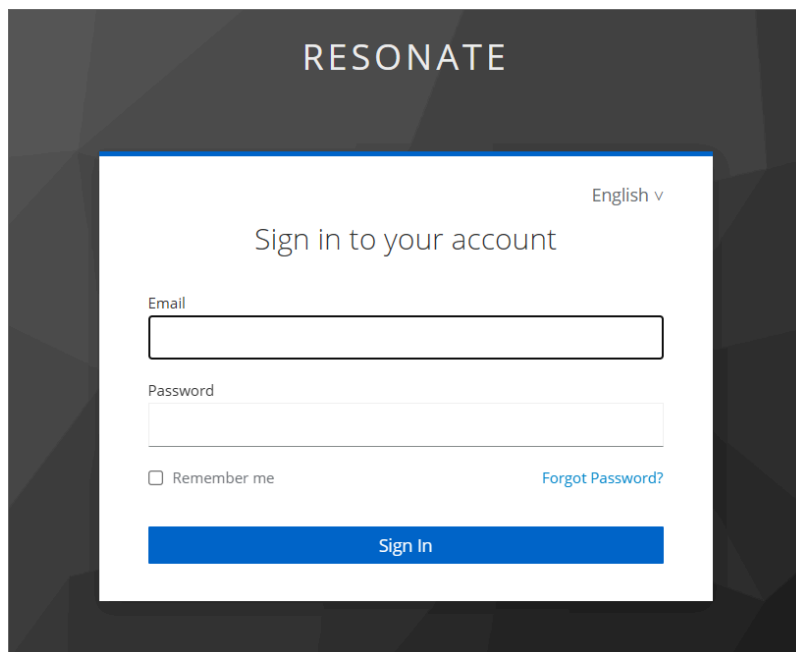 RESONATE
English
Sign in to your account
Email
Password
Remember me
Forgot Password?
Sign In